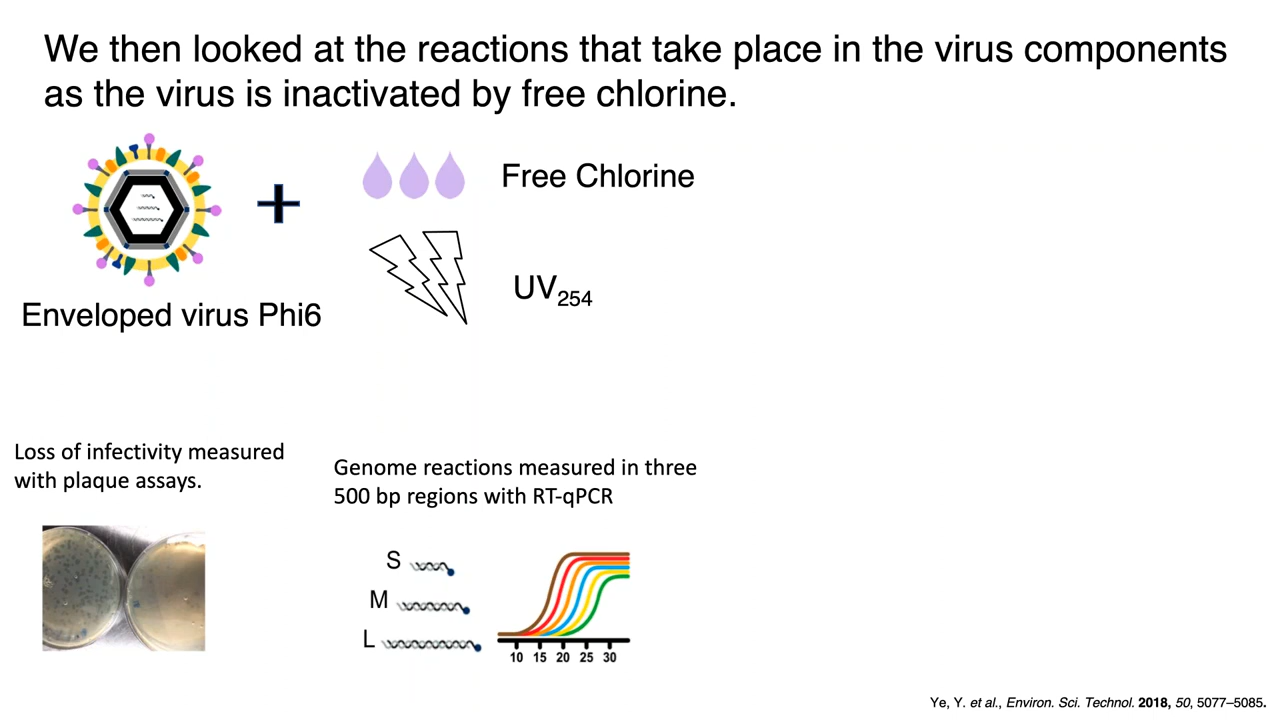 We then looked at the reactions that take place in the virus components
as the virus is inactivated by free chlorine.
+
Free Chlorine
UV254
Enveloped virus Phi6
Loss of infectivity measured
with plaque assays.
Genome reactions measured in three
500 bp regions with RT-qPCR
S
M
L
10 15 20 25 30
Ye, Y. et al., Environ. Sci. Technol. 2018, 50, 5077–5085.